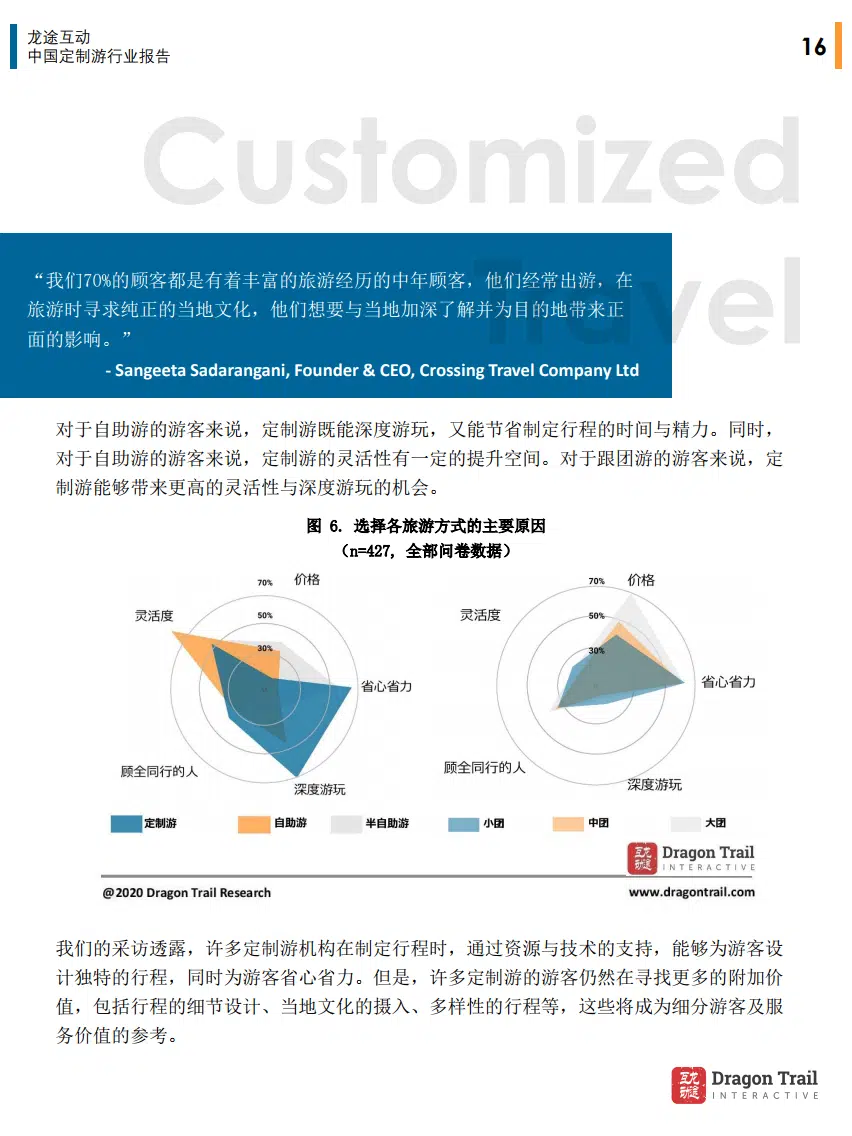 龙途互动
中国定制游行业报告
16
Customized
Travel
“我们70%的顾客都是有着丰富的旅游经历的中年顾客，他们经常出游，在
旅游时寻求纯正的当地文化，他们想要与当地加深了解并为目的地带来正
面的影响。”
- Sangeeta Sadarangani, Founder & CEO, Crossing Travel Company Ltd
对于自助游的游客来说，定制游既能深度游玩，又能节省制定行程的时间与精力。同时，
对于自助游的游客来说，定制游的灵活性有一定的提升空间。对于跟团游的游客来说，定
制游能够带来更高的灵活性与深度游玩的机会。
图 6. 选择各旅游方式的主要原因
（n=427, 全部问卷数据）
70%
价格
灵活度
50%
30%
省心省力
顾全同行的人
深度游玩
70%
价格
灵活度
50%
30%
省心省力
顾全同行的人
深度游玩
定制游 自助游 半自助游 小团 中团 大团
互龙动途 Dragon Trail
INTERACTIVE
@2020 Dragon Trail Research www.dragontrail.com
我们的采访透露，许多定制游机构在制定行程时，通过资源与技术的支持，能够为游客设
计独特的行程，同时为游客省心省力。但是，许多定制游的游客仍然在寻找更多的附加价
值，包括行程的细节设计、当地文化的摄入、多样性的行程等，这些将成为细分游客及服
务价值的参考。
互龙动途 Dragon Trail
INTERACTIVE